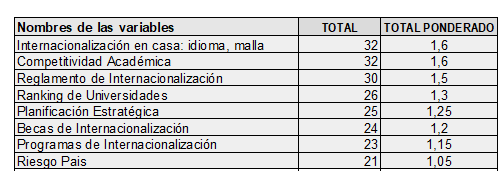 Nombres de las variables TOTAL TOTAL PONDERADO
Internacionalización en casa: idioma, malla 32 1,6
Competitividad Académica 32 1,6
Reglamento de Internacionalización 30 1,5
Ranking de Universidades 26 1,3
Planificación Estratégica 25 1,25
Becas de Internacionalización 24 1,2
Programas de Internacionalización 23 1,15
Riesgo Pais 21 1,05